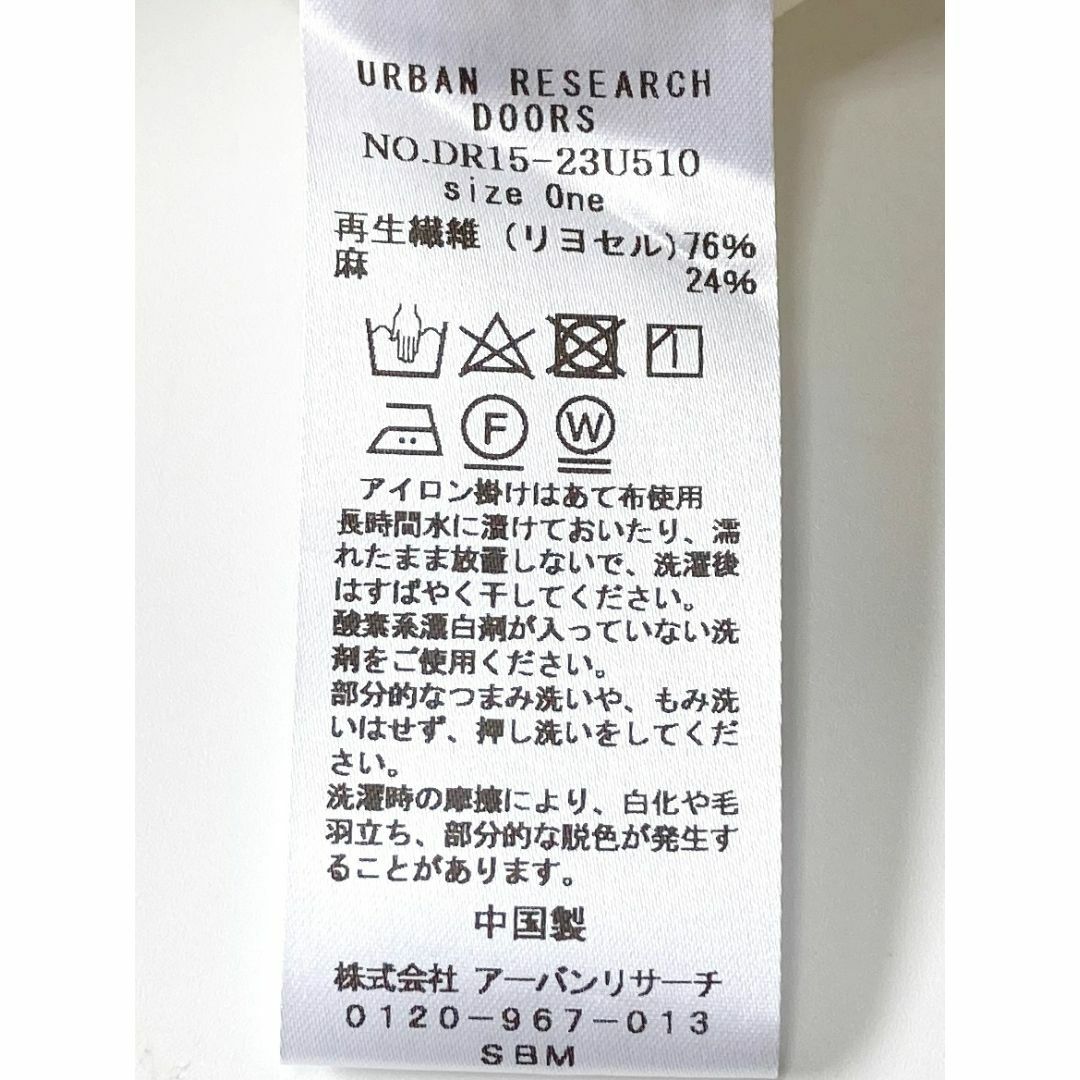 URBAN RESEARCH
DOORS
NO.DR15-23U510
size One
再生繊維 (リヨセル)76%
麻 24%
F W
アイロン掛けはあて布使用
長時間水に漬けておいたり、濡
れたまま放置しないで、洗濯後
はすばやく干してください。
酸素系漂白剤が入っていない洗
剤をご使用ください。
部分的なつまみ洗いや、もみ洗
いはせず、押し洗いをしてくだ
さい。
洗濯時の摩擦により、白化や毛
羽立ち、部分的な脱色が発生す
ることがあります。
中国製
株式会社 アーバンリサーチ
0120-967-013
SBM